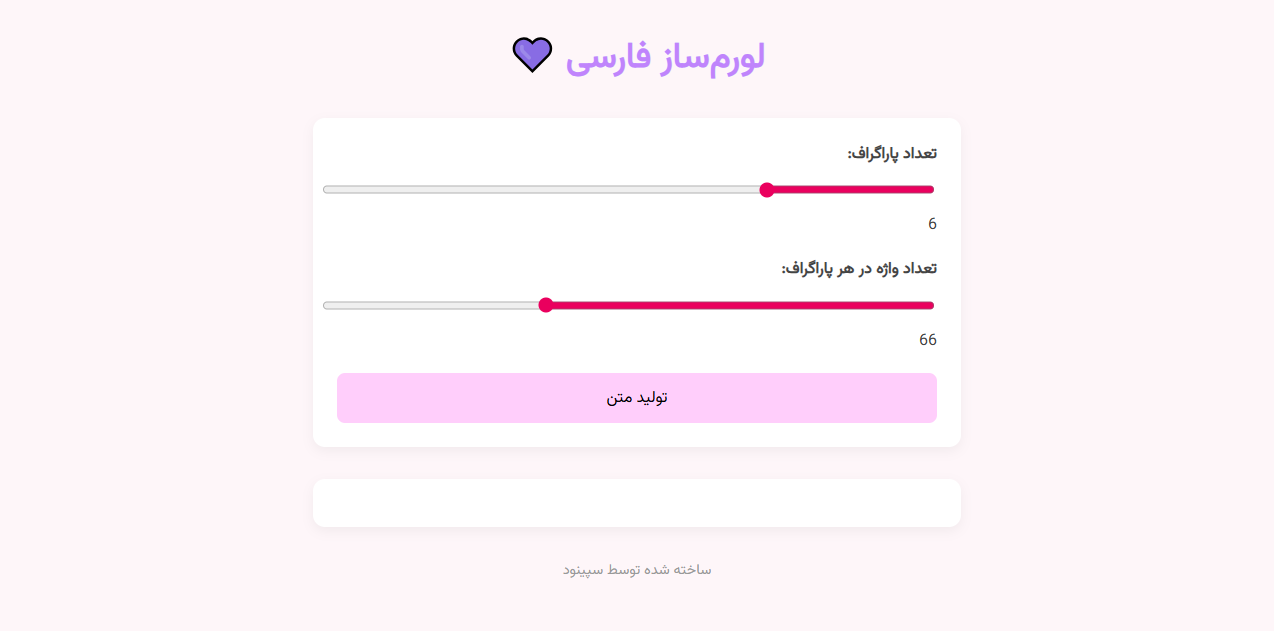 لورم‌ساز فارسی 💜
تعداد پاراگراف:
6
تعداد واژه در هر پاراگراف:
66
تولید متن
ساخته شده توسط سپینود